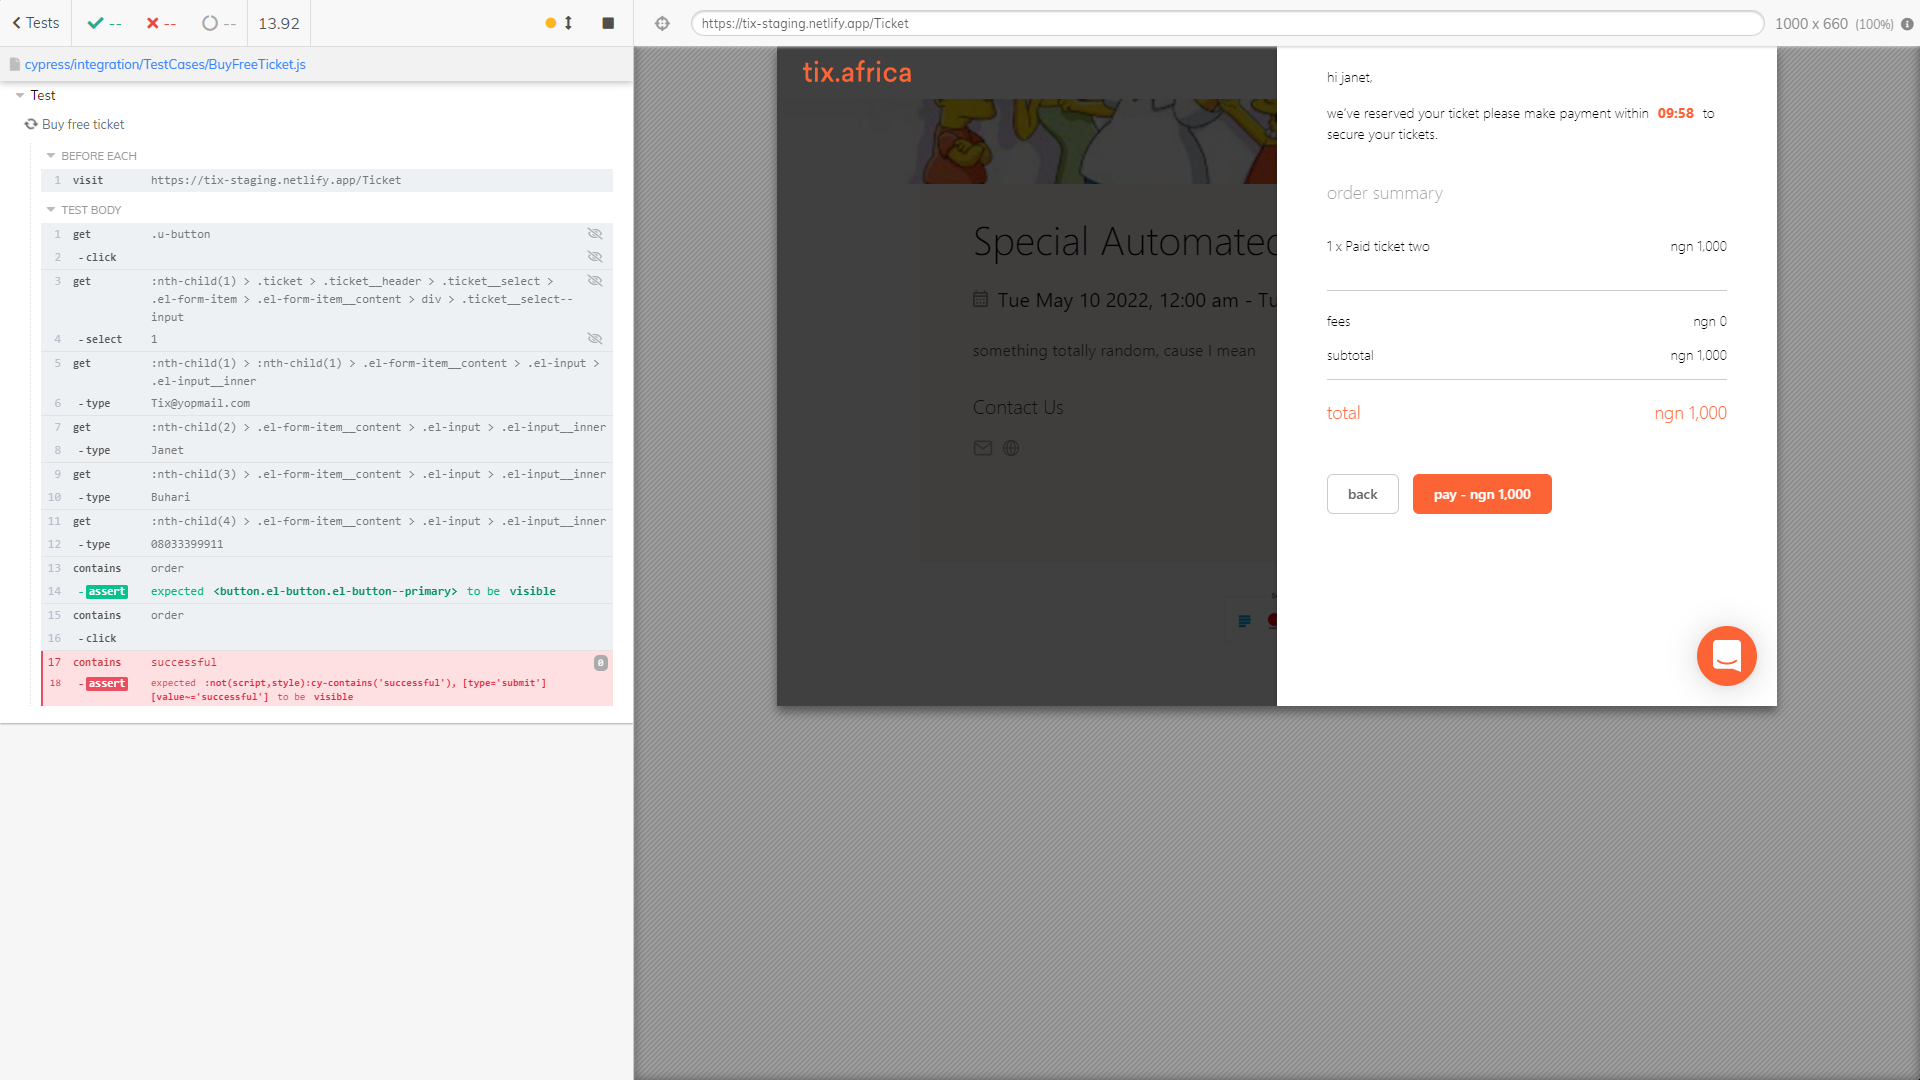 Tests
--
--
--
13.92
cypress/integration/TestCases/BuyFreeTicket.js
Test
Buy free ticket
BEFORE EACH
1 visit https://tix-staging.netlify.app/Ticket
TEST BODY
1 get .u-button
2 -click
3 get :nth-child(1) > .ticket > .ticket__header > .ticket__select >
.el-form-item > .el-form-item__content > div > .ticket__select--
input
4 -select 1
5 get :nth-child(1) > :nth-child(1) > .el-form-item__content > .el-input >
.el-input__inner
6 -type Tix@yopmail.com
7 get :nth-child(2) > .el-form-item__content > .el-input > .el-input__inner
8 -type Janet
9 get :nth-child(3) > .el-form-item__content > .el-input > .el-input__inner
10 -type Buhari
11 get :nth-child(4) > .el-form-item__content > .el-input > .el-input__inner
12 -type 08033399911
13 contains order
14 -assert expected <button.el-button.el-button--primary> to be visible
15 contains order
16 -click
17 contains successful 0
18 -assert expected :not(script,style):cy-contains('successful'), [type='submit']
[value~='successful'] to be visible
https://tix-staging.netlify.app/Ticket
1000 x 660 (100%)
tix.africa
Special Automated
Tue May 10 2022, 12:00 am - Tu
something totally random, cause I mean
Contact Us
hi janet,
we've reserved your ticket please make payment within 09:58 to
secure your tickets.
order summary
1 x Paid ticket two ngn 1,000
fees ngn 0
subtotal ngn 1,000
total ngn 1,000
back
pay - ngn 1,000